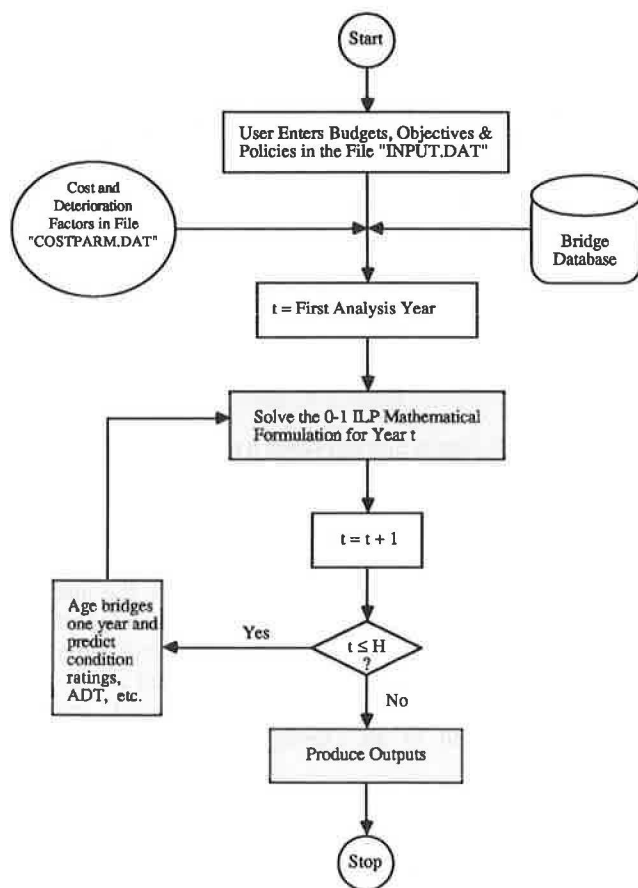 Start
User Enters Budgets, Objectives &
Policies in the File "INPUT.DAT"
Cost and
Deterioration
Factors in File
"COSTPARM.DAT"
Bridge
Database
t = First Analysis Year
Solve the 0-1 ILP Mathematical
Formulation for Year t
t = t + 1
Age bridges
one year and
predict
condition
ratings,
ADT, etc.
Yes
t ≤ H
?
No
Produce Outputs
Stop